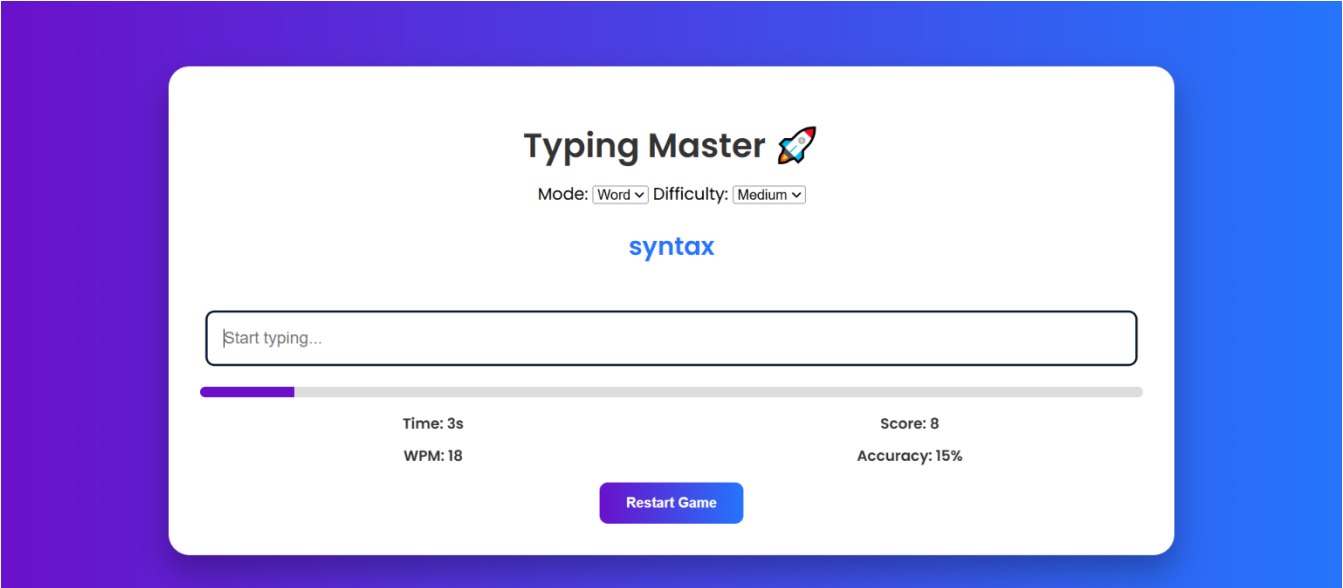 Typing Master 🚀
Mode: Word Difficulty: Medium
syntax
Start typing...
Time: 3s Score: 8
WPM: 18 Accuracy: 15%
Restart Game